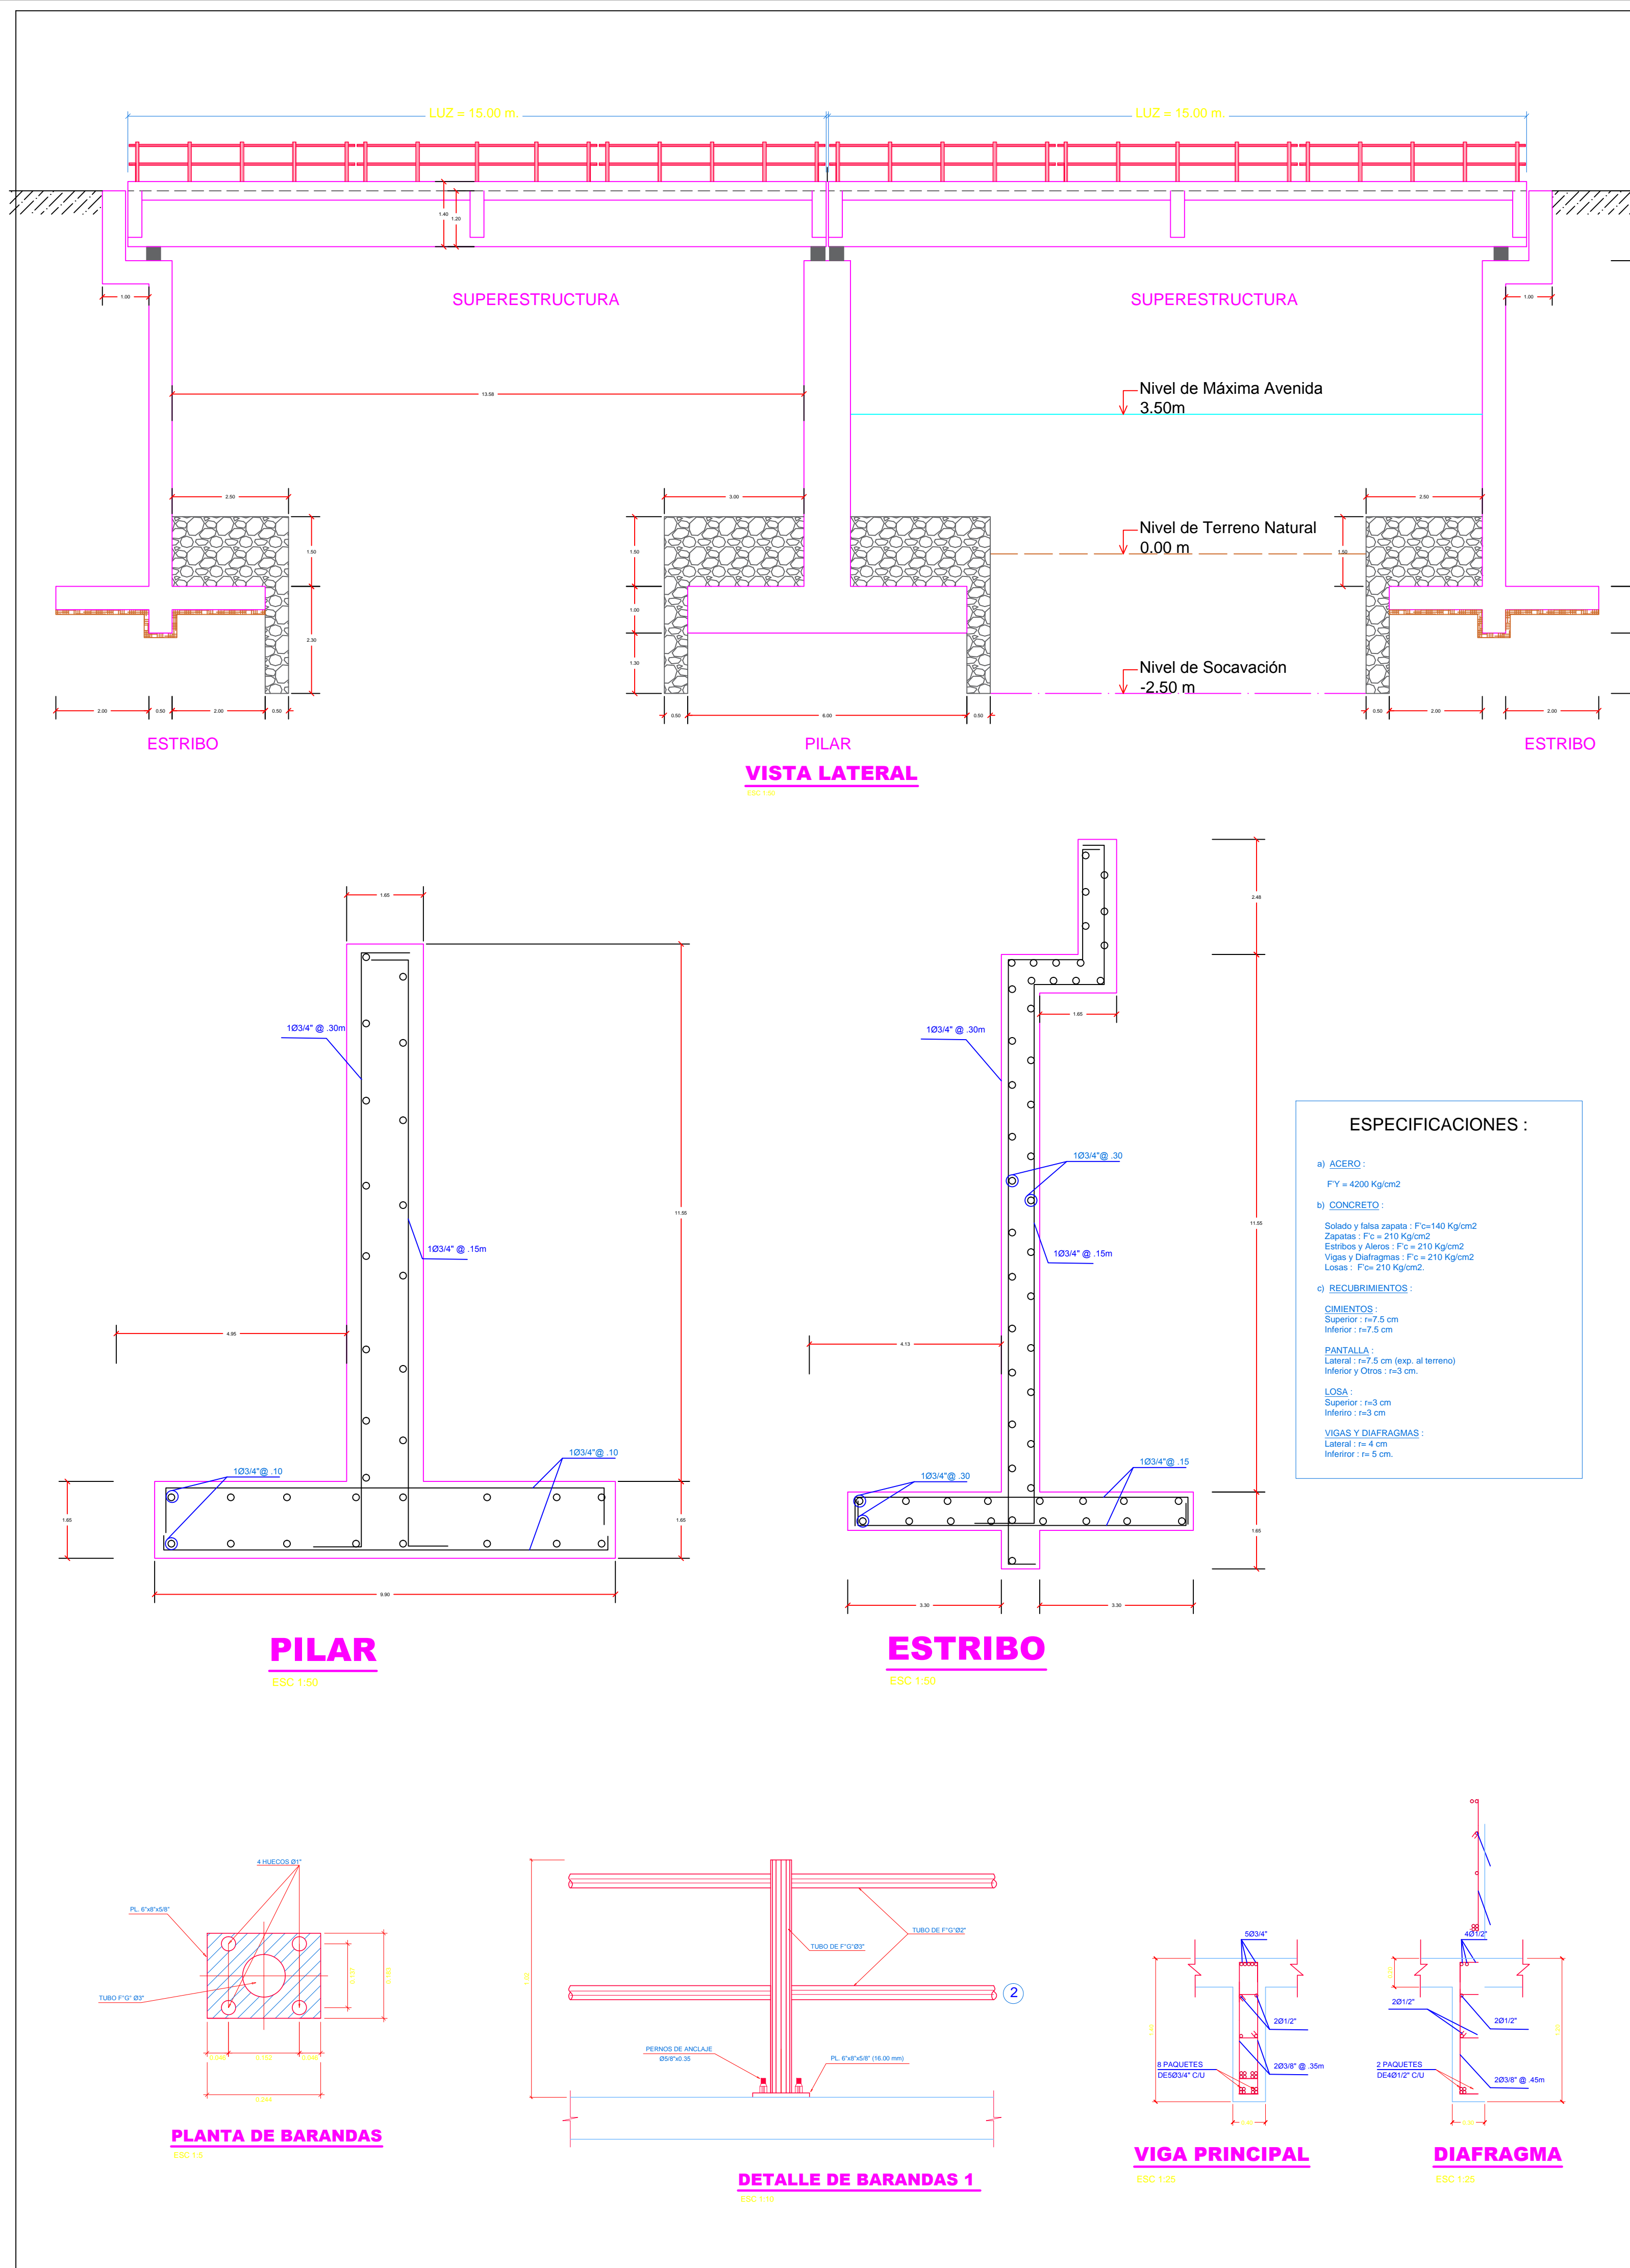 LUZ = 15.00 m.
LUZ = 15.00 m.
1.40
1.20
1.00
SUPERESTRUCTURA
SUPERESTRUCTURA
1.00
13.58
Nivel de Máxima Avenida
3.50m
2.50
3.00
2.50
1.50
1.50
Nivel de Terreno Natural
0.00 m
1.50
2.30
1.00
1.30
Nivel de Socavación
-2.50 m
2.00
0.50
2.00
0.50
0.50
6.00
0.50
0.50
2.00
2.00
ESTRIBO
PILAR
ESTRIBO
VISTA LATERAL
1.65
2.48
1Ø3/4" @ .30m
1Ø3/4" @ .30m
1.65
11.55
11.55
1Ø3/4"@ .30
1Ø3/4" @ .15m
1Ø3/4" @ .15m
4.95
4.13
1Ø3/4"@ .10
1Ø3/4"@ .10
1Ø3/4"@ .30
1Ø3/4"@ .15
1.65
1.65
1.65
9.90
3.30
3.30
PILAR
ESC 1:50
ESTRIBO
ESC 1:50
ESPECIFICACIONES :
a) ACERO :
F'Y = 4200 Kg/cm2
b) CONCRETO :
Solado y falsa zapata : F'c=140 Kg/cm2
Zapatas : F'c = 210 Kg/cm2
Estribos y Aleros : F'c = 210 Kg/cm2
Vigas y Diafragmas : F'c = 210 Kg/cm2
Losas : F'c= 210 Kg/cm2.
c) RECUBRIMIENTOS :
CIMIENTOS :
Superior : r=7.5 cm
Inferior : r=7.5 cm
PANTALLA :
Lateral : r=7.5 cm (exp. al terreno)
Inferior y Otros : r=3 cm.
LOSA :
Superior : r=3 cm
Inferiro : r=3 cm
VIGAS Y DIAFRAGMAS :
Lateral : r= 4 cm
Inferiror : r= 5 cm.
4 HUECOS Ø1"
PL. 6"x8"x5/8"
TUBO F°G° Ø3"
PLANTA DE BARANDAS
TUBO DE F°G°Ø2"
TUBO DE F°G°Ø3"
2
PERNOS DE ANCLAJE
Ø5/8"x0.35
PL. 6"x8"x5/8" (16.00 mm)
DETALLE DE BARANDAS 1
5Ø3/4"
2Ø1/2"
8 PAQUETES
DE5Ø3/4" C/U
2Ø3/8" @ .35m
VIGA PRINCIPAL
ESC 1:25
4Ø1/2"
2Ø1/2"
2Ø1/2"
2 PAQUETES
DE4Ø1/2" C/U
2Ø3/8" @ .45m
DIAFRAGMA
ESC 1:25